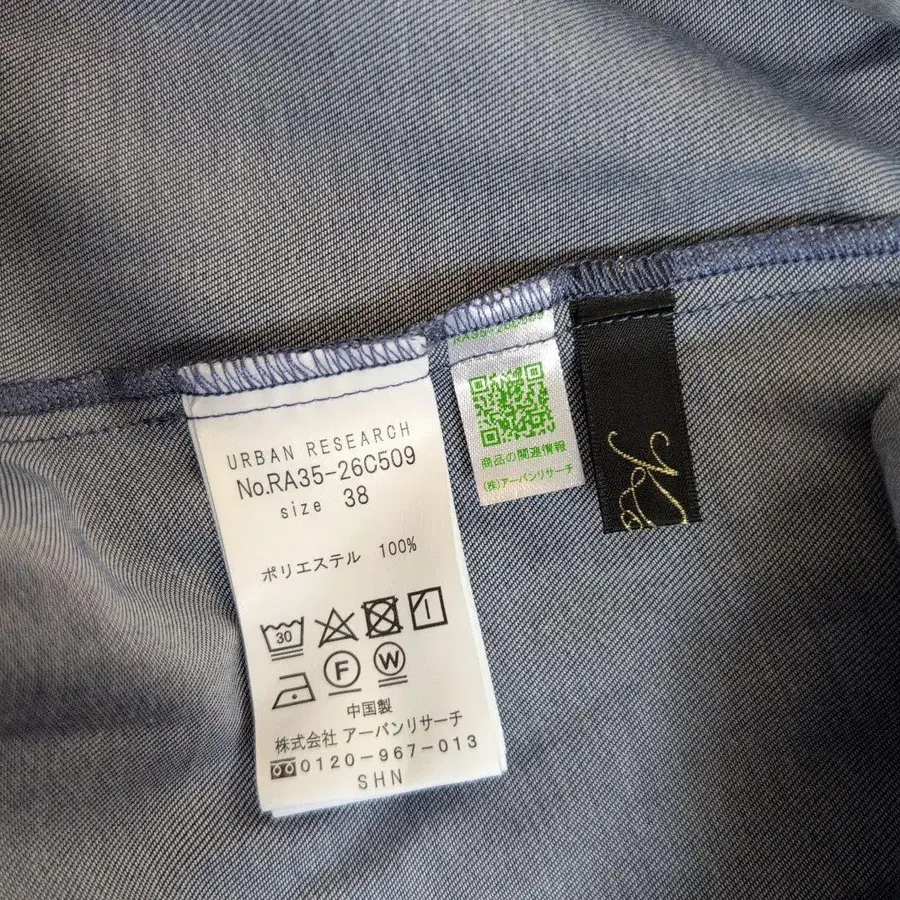 URBAN RESEARCH
No.RA35-26C509
size 38
ポリエステル 100%
30
F
W
中国製
株式会社 アーバンリサーチ
0120-967-013
SHN
RA35-26C509
商品の関連情報
(株)アーバンリサーチ